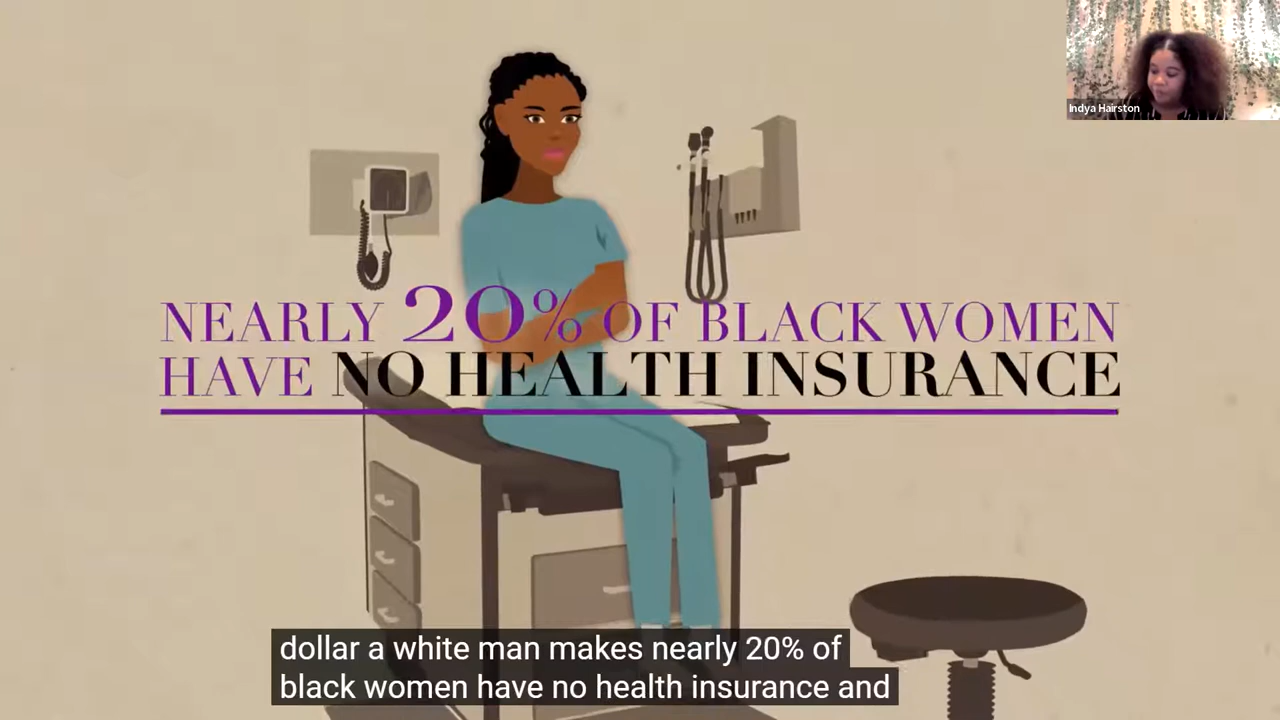 Indya Hairston
NEARLY 20% OF BLACK WOMEN
HAVE NO HEALTH INSURANCE
dollar a white man makes nearly 20% of
black women have no health insurance and